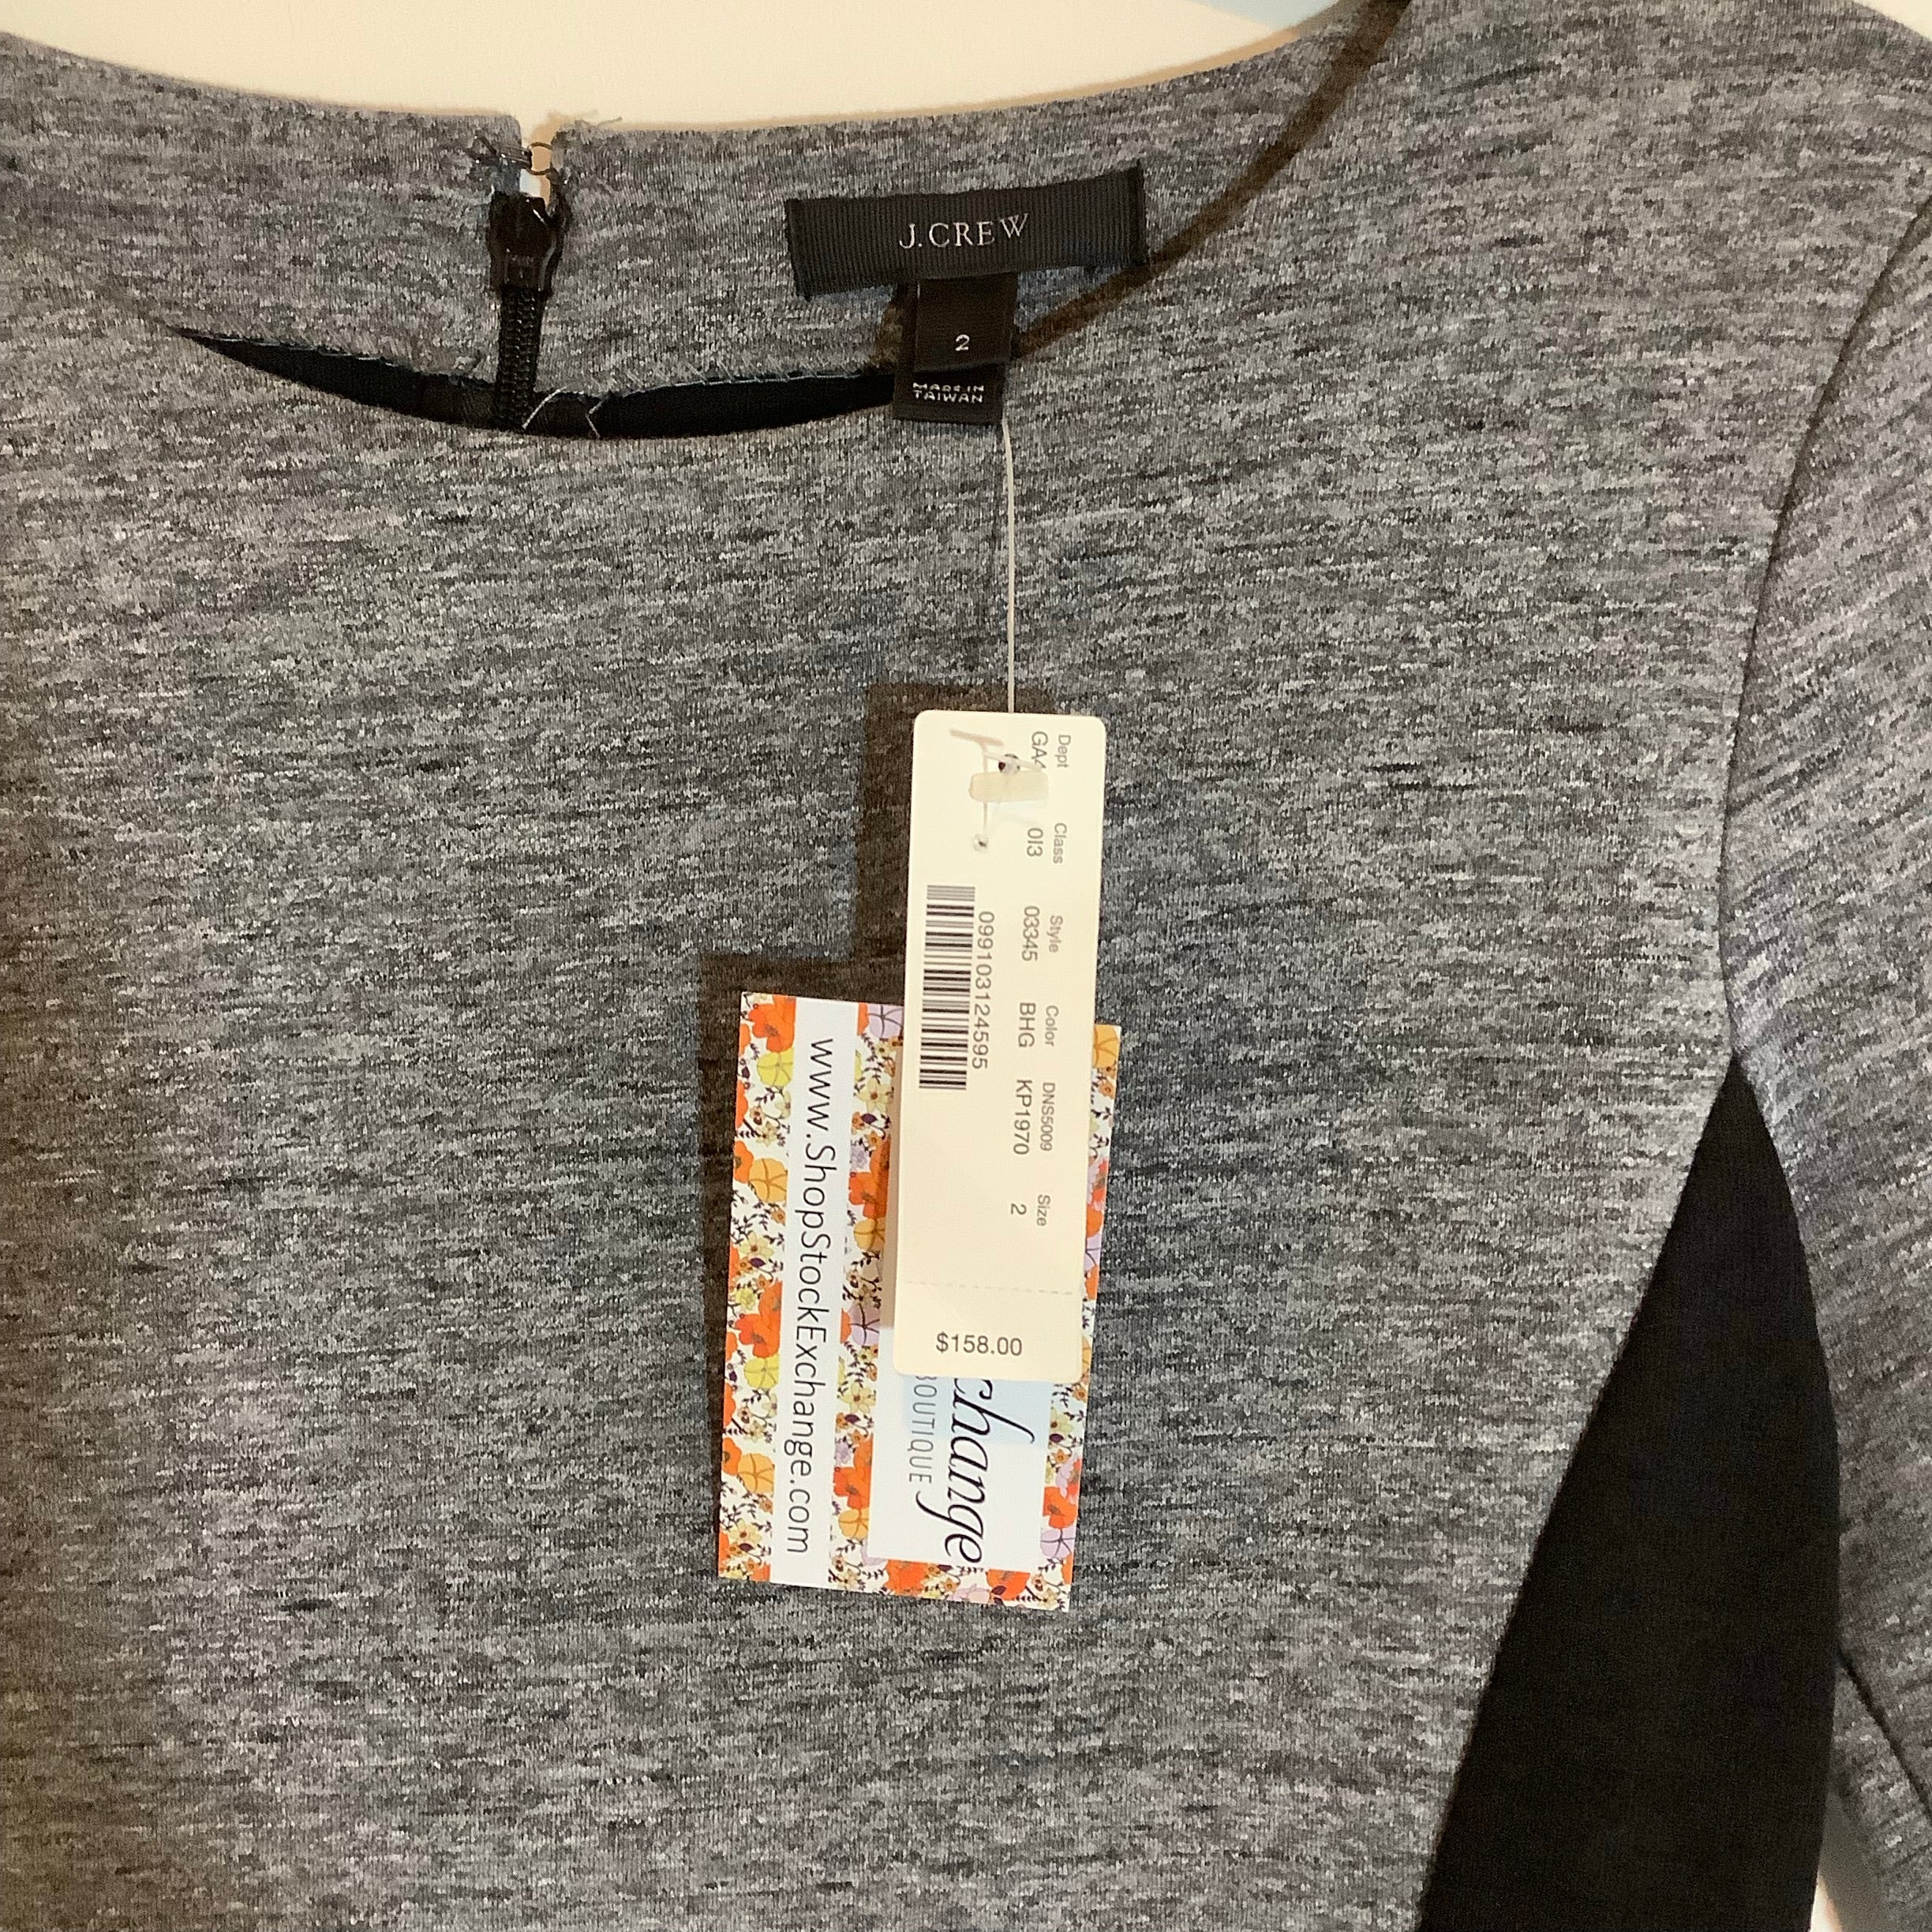 J.CREW
2
MADE IN
TAIWAN
Dept Class Style Color DNS5009 Size
013 03345 BHG KP1970 2
099103124595
$158.00
change
BOUTIQUE
www.ShopStockExchange.com